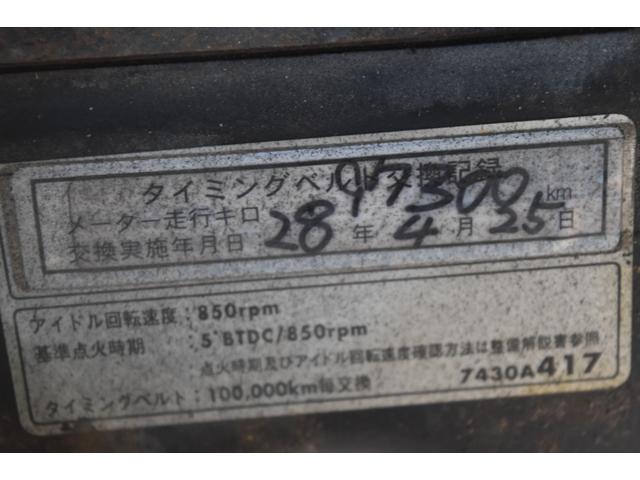 タイミングベルト交換記録
メーター走行キロ 97300 km
交換実施年月日 28年 4月 25日
アイドル回転速度：850rpm
基準点火時期 ：5°BTDC/850rpm
点火時期及びアイドル回転速度確認方法は整備解説書参照
タイミングベルト：100,000km毎交換 7430A417